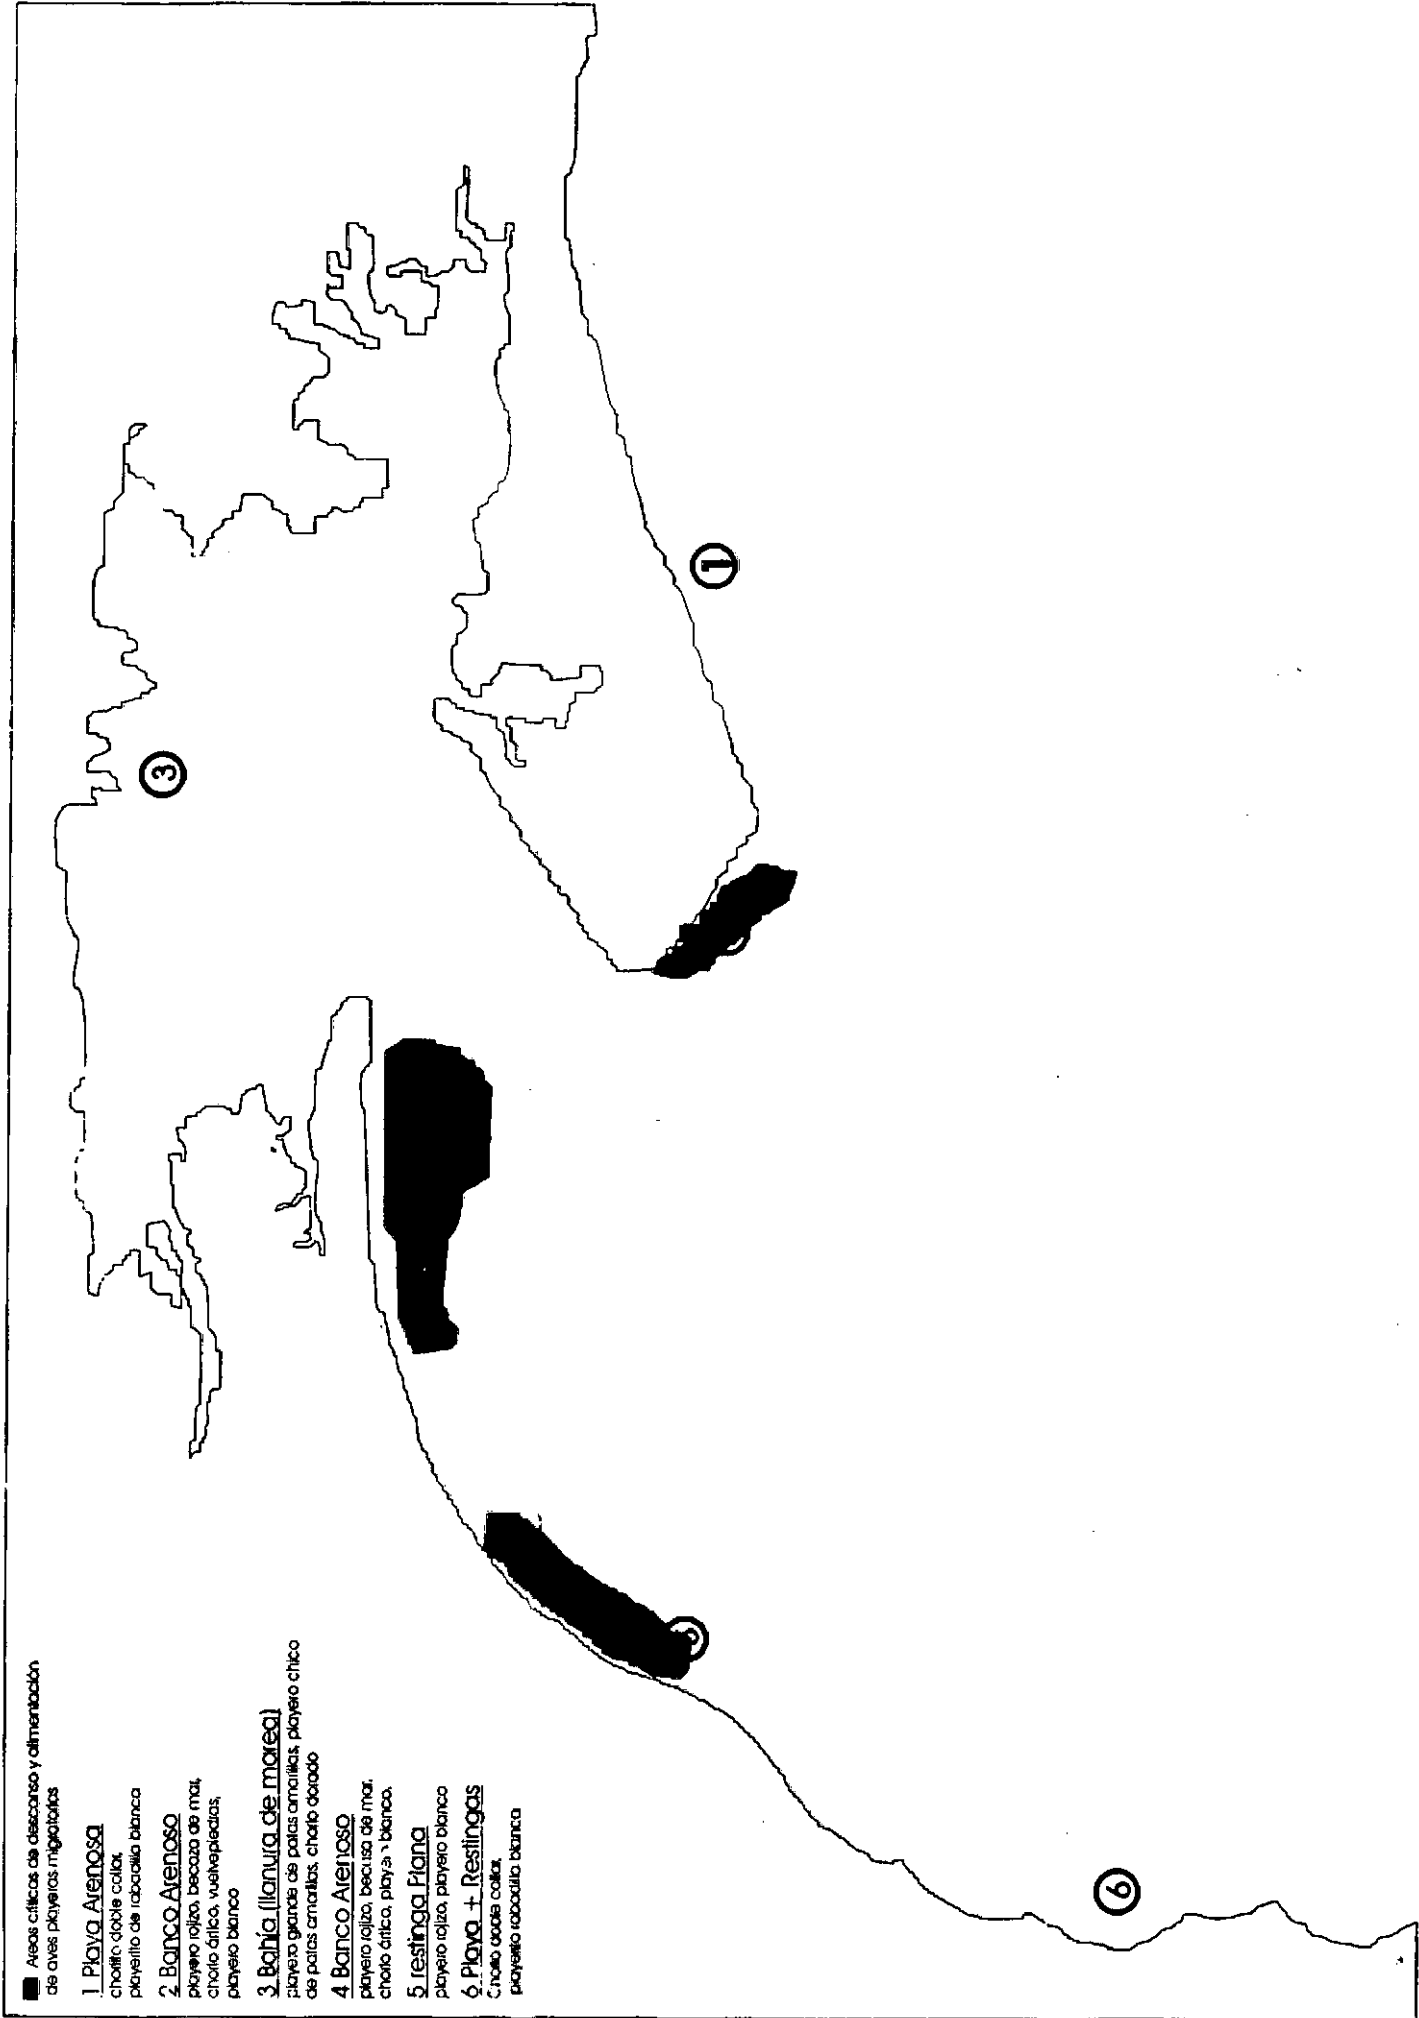 Areas críticas de descanso y alimentación
de aves playeras migratorias
1 Playa Arenosa
chorlito doble collar,
playerito de rabadilla blanca
2 Banco Arenoso
playero rojizo, becaza de mar,
chorlo ártico, vuelvepiedras,
playero blanco
3 Bahía (llanura de marea)
playero grande de patas amarillas, playero chico
de patas amarillas, chorlo dorado
4 Banco Arenoso
playero rojizo, becasa de mar,
chorlo ártico, playero blanco,
5 restinga Plana
playero rojizo, playero blanco
6 Playa + Restingas
Chorlo doble collar,
playerito rabadilla blanca
3
1
6